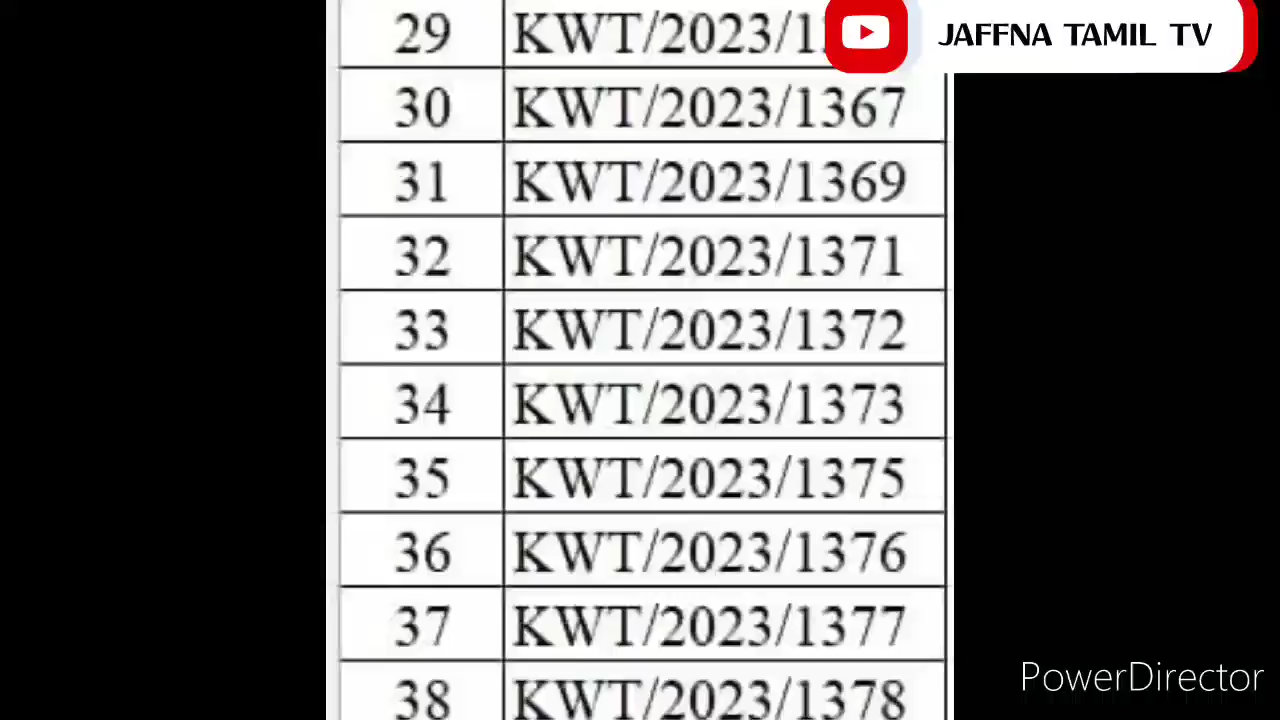 29 KWT/2023/1
JAFFNA TAMIL TV
30 KWT/2023/1367
31 KWT/2023/1369
32 KWT/2023/1371
33 KWT/2023/1372
34 KWT/2023/1373
35 KWT/2023/1375
36 KWT/2023/1376
37 KWT/2023/1377
38 KWT/2023/1378
PowerDirector